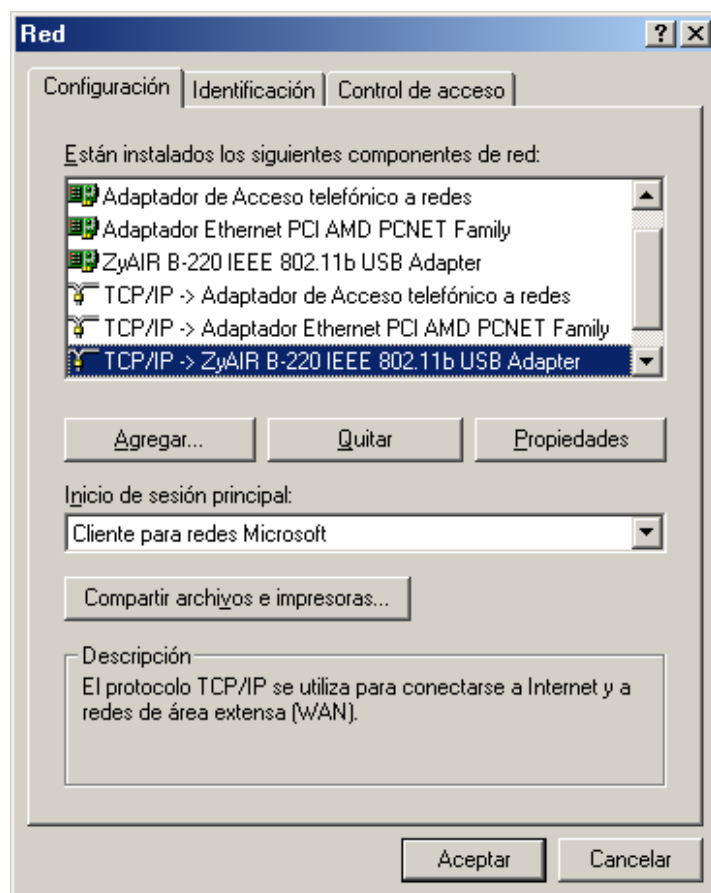 Red
Configuración Identificación Control de acceso
Están instalados los siguientes componentes de red:
Adaptador de Acceso telefónico a redes
Adaptador Ethernet PCI AMD PCNET Family
ZyAIR B-220 IEEE 802.11b USB Adapter
TCP/IP -> Adaptador de Acceso telefónico a redes
TCP/IP -> Adaptador Ethernet PCI AMD PCNET Family
TCP/IP -> ZyAIR B-220 IEEE 802.11b USB Adapter
Agregar... Quitar Propiedades
Inicio de sesión principal:
Cliente para redes Microsoft
Compartir archivos e impresoras...
Descripción
El protocolo TCP/IP se utiliza para conectarse a Internet y a
redes de área extensa (WAN).
Aceptar Cancelar